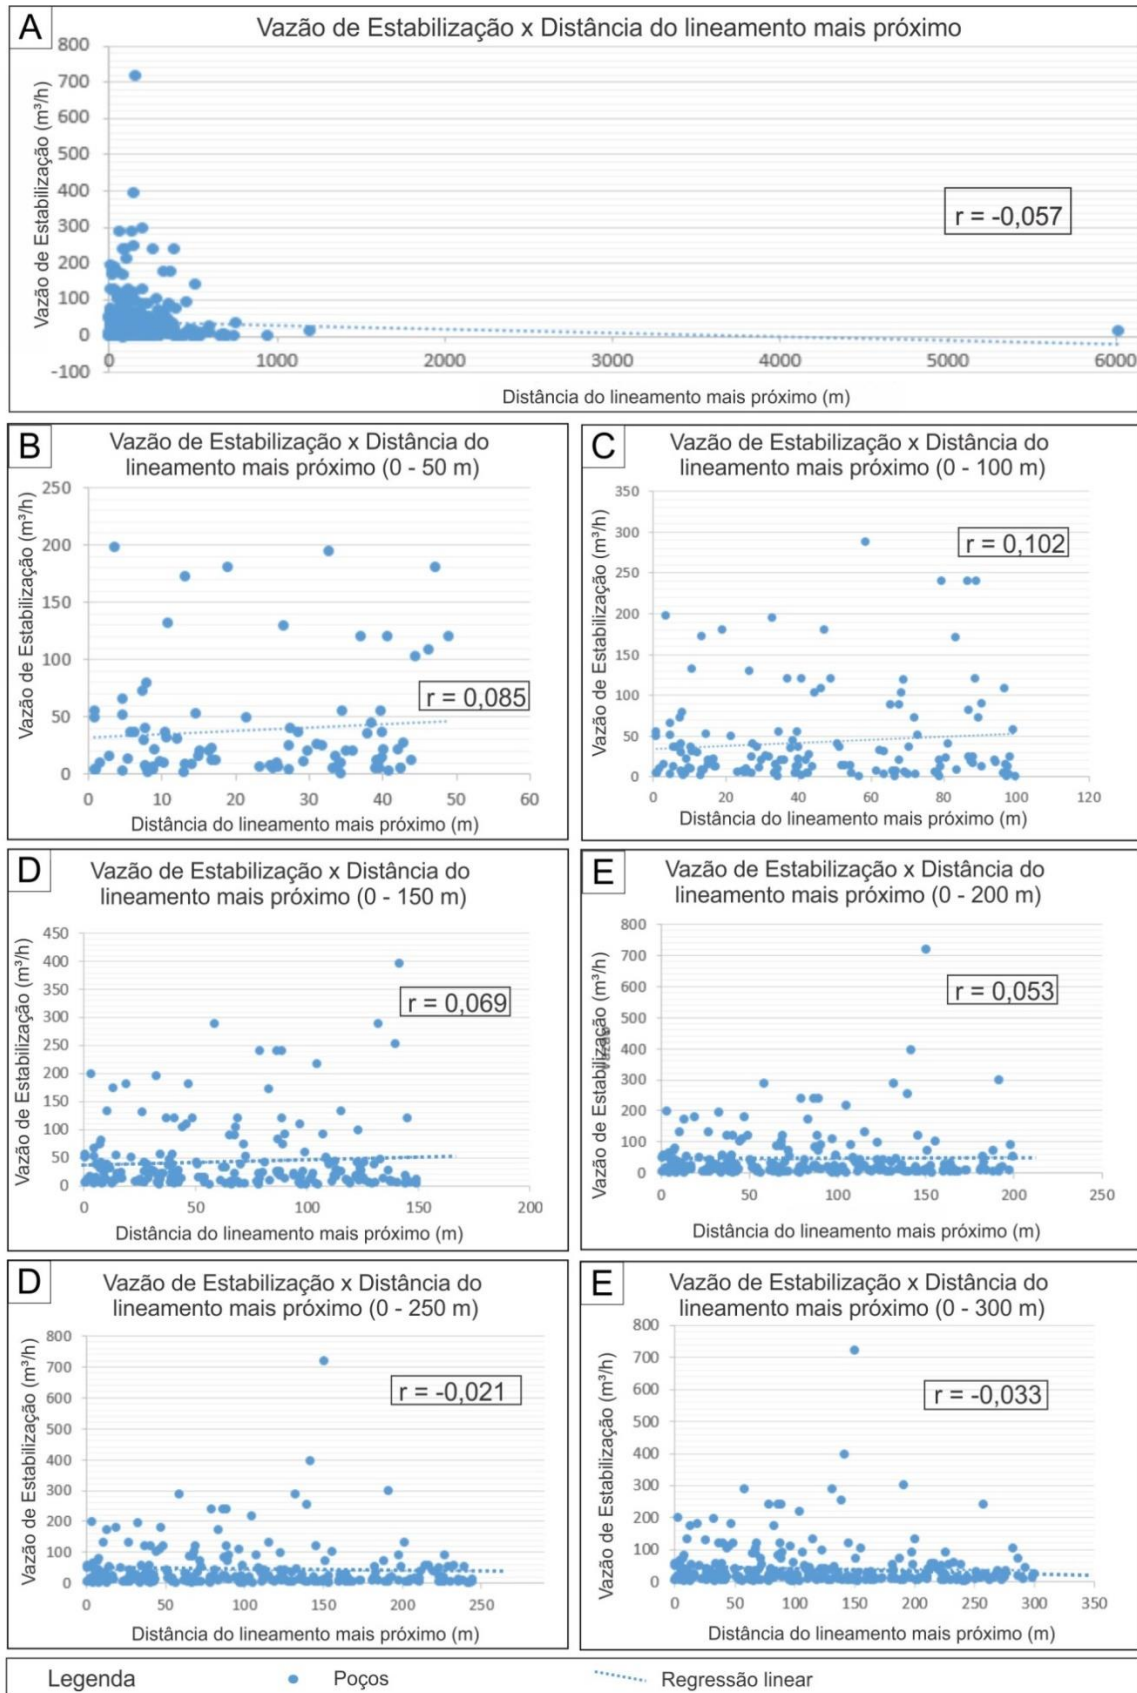 A
Vazão de Estabilização x Distância do lineamento mais próximo
Vazão de Estabilização (m³/h)
800
700
600
500
400
300
200
100
0
-100
0 1000 2000 3000 4000 5000 6000
r = -0,057
Distância do lineamento mais próximo (m)
B
Vazão de Estabilização x Distância do
lineamento mais próximo (0 - 50 m)
Vazão de Estabilização (m³/h)
250
200
150
100
50
0
0 10 20 30 40 50 60
r = 0,085
Distância do lineamento mais próximo (m)
C
Vazão de Estabilização x Distância do
lineamento mais próximo (0 - 100 m)
Vazão de Estabilização (m³/h)
350
300
250
200
150
100
50
0
0 20 40 60 80 100 120
r = 0,102
Distância do lineamento mais próximo (m)
D
Vazão de Estabilização x Distância do
lineamento mais próximo (0 - 150 m)
Vazão de Estabilização (m³/h)
450
400
350
300
250
200
150
100
50
0
0 50 100 150 200
r = 0,069
Distância do lineamento mais próximo (m)
E
Vazão de Estabilização x Distância do
lineamento mais próximo (0 - 200 m)
Vazão de Estabilização (m³/h)
800
700
600
500
400
300
200
100
0
0 50 100 150 200 250
r = 0,053
Distância do lineamento mais próximo (m)
D
Vazão de Estabilização x Distância do
lineamento mais próximo (0 - 250 m)
Vazão de Estabilização (m³/h)
800
700
600
500
400
300
200
100
0
0 50 100 150 200 250
r = -0,021
Distância do lineamento mais próximo (m)
E
Vazão de Estabilização x Distância do
lineamento mais próximo (0 - 300 m)
Vazão de Estabilização (m³/h)
800
700
600
500
400
300
200
100
0
0 50 100 150 200 250 300 350
r = -0,033
Distância do lineamento mais próximo (m)
Legenda Poços Regressão linear